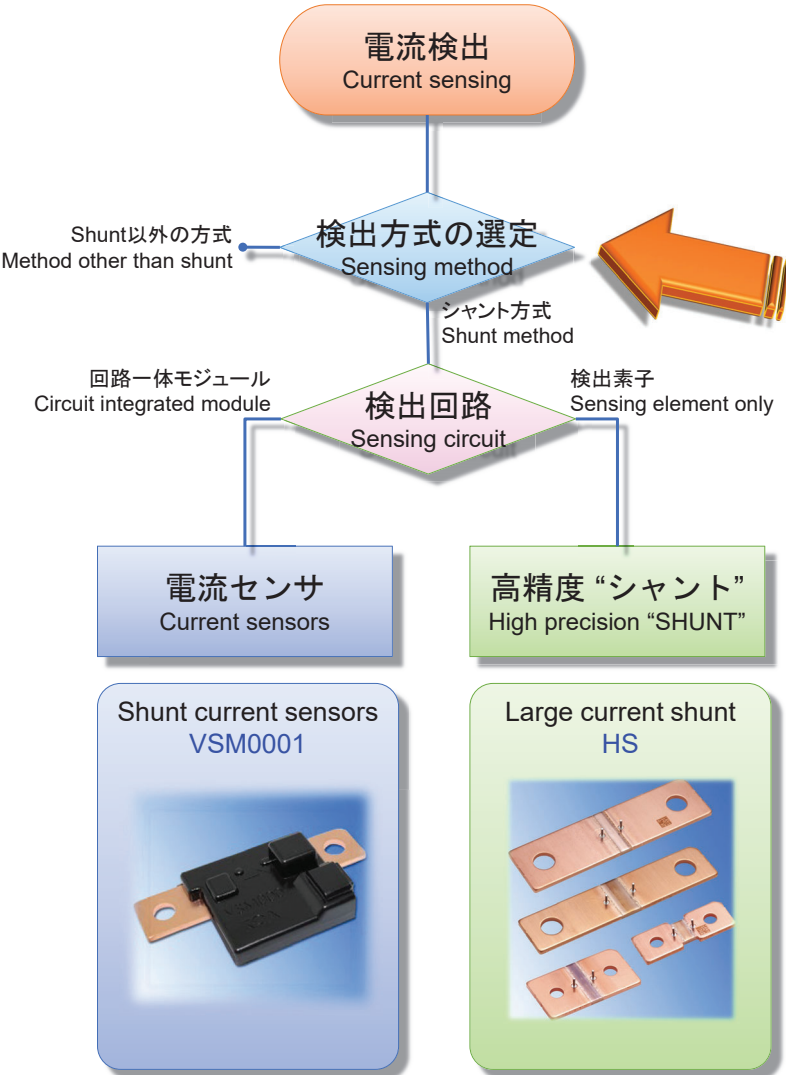 電流検出
Current sensing
検出方式の選定
Sensing method
Shunt以外の方式
Method other than shunt
シャント方式
Shunt method
検出回路
Sensing circuit
回路一体モジュール
Circuit integrated module
検出素子
Sensing element only
電流センサ
Current sensors
高精度 “シャント”
High precision “SHUNT”
Shunt current sensors
VSM0001
Large current shunt
HS